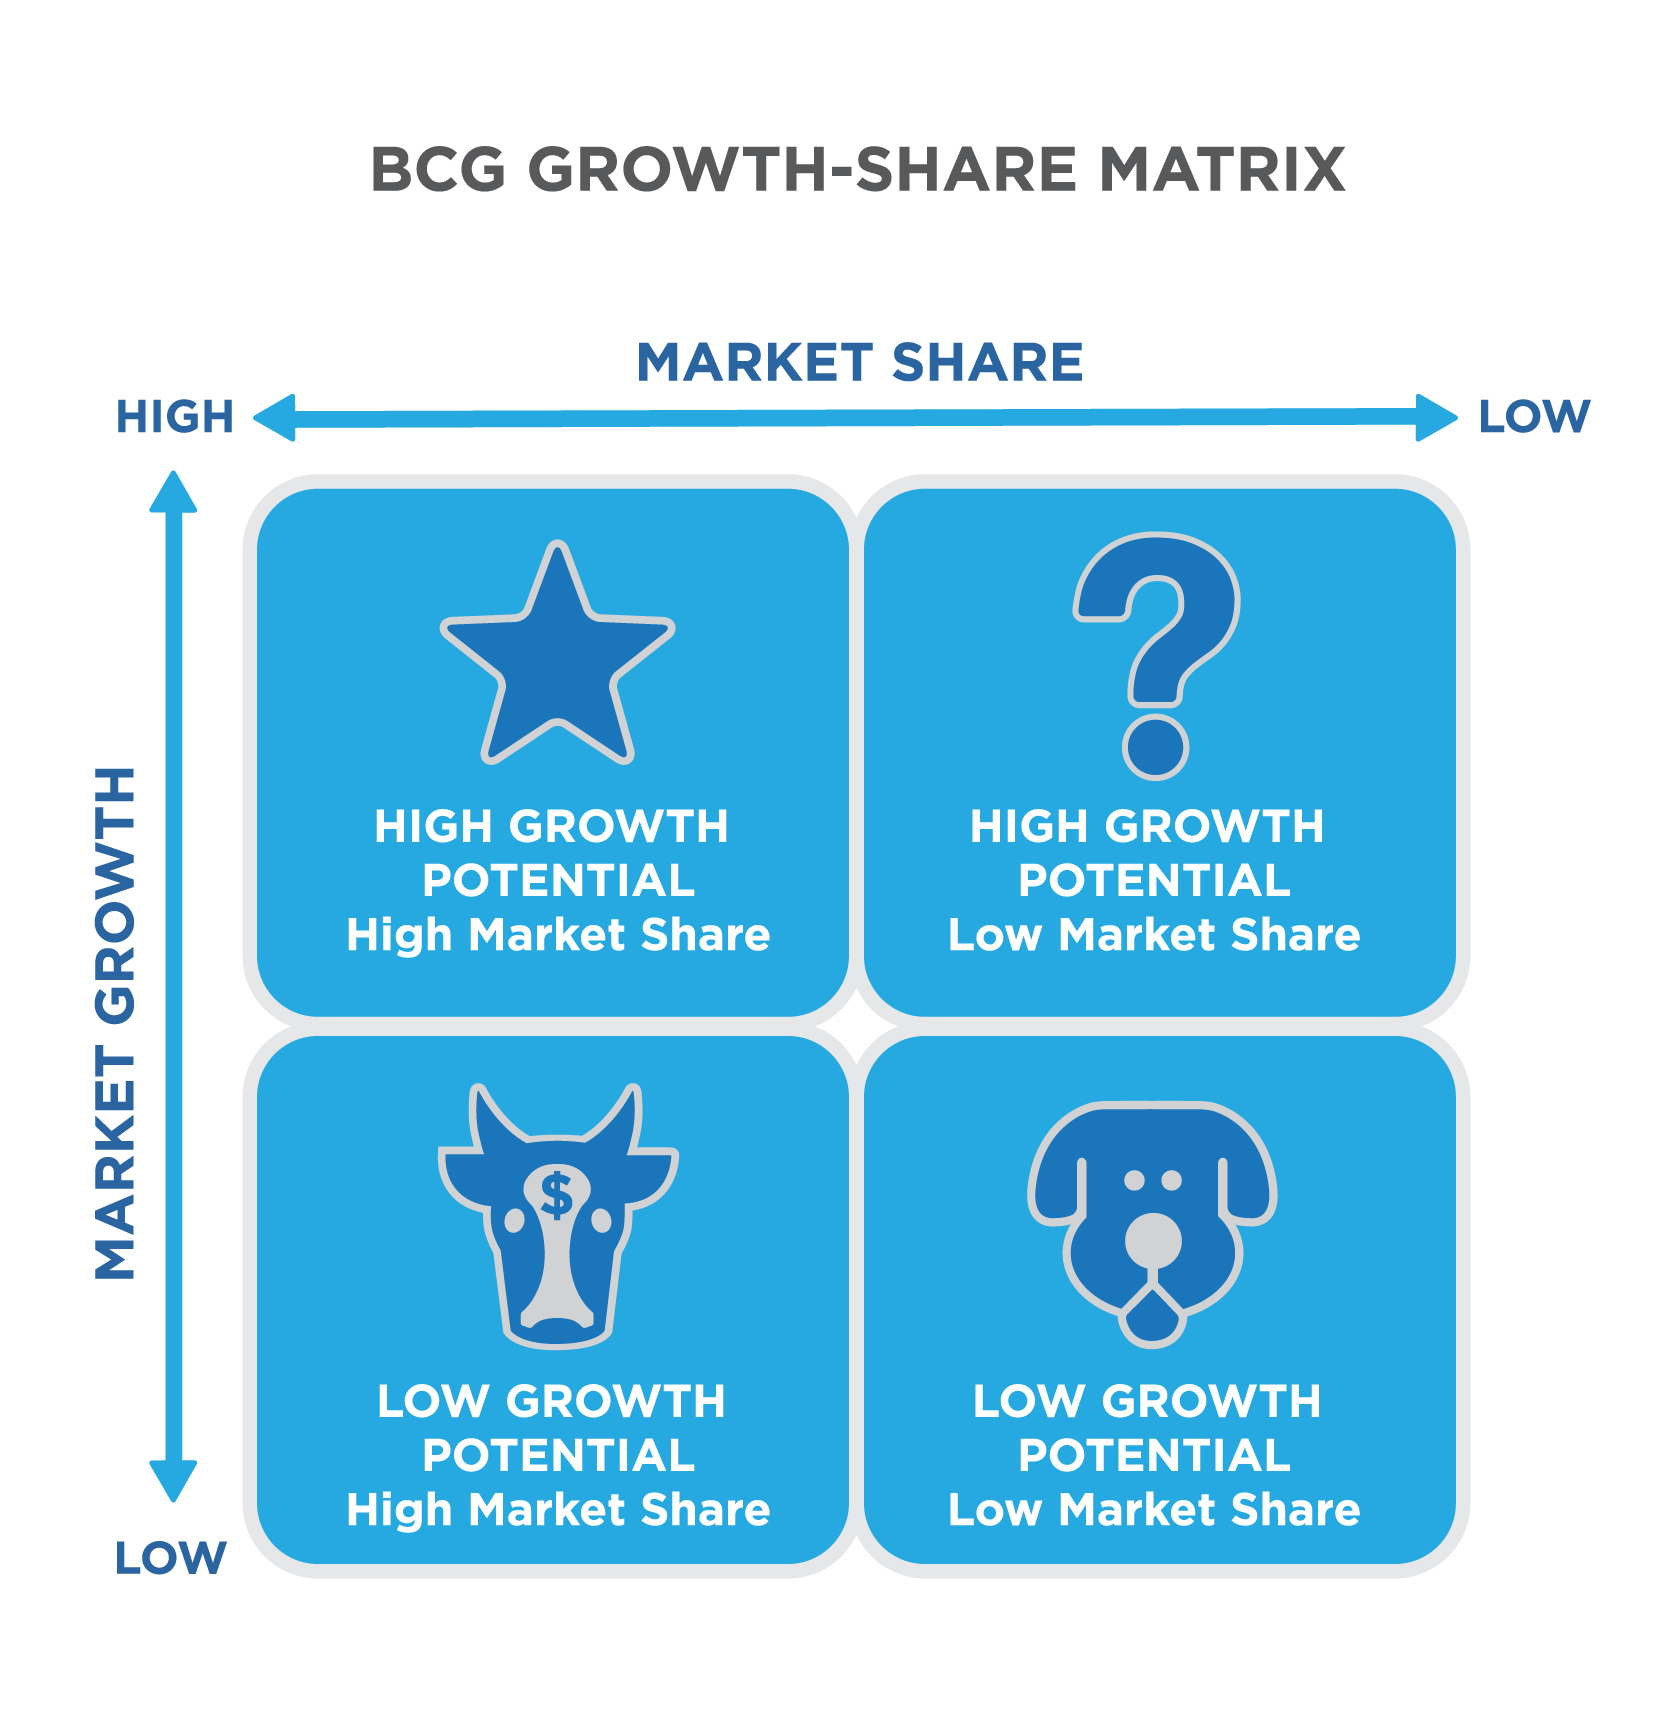 BCG GROWTH-SHARE MATRIX
MARKET SHARE
HIGH
LOW
MARKET GROWTH
HIGH GROWTH
POTENTIAL
High Market Share
HIGH GROWTH
POTENTIAL
Low Market Share
$
LOW GROWTH
POTENTIAL
High Market Share
LOW GROWTH
POTENTIAL
Low Market Share
LOW